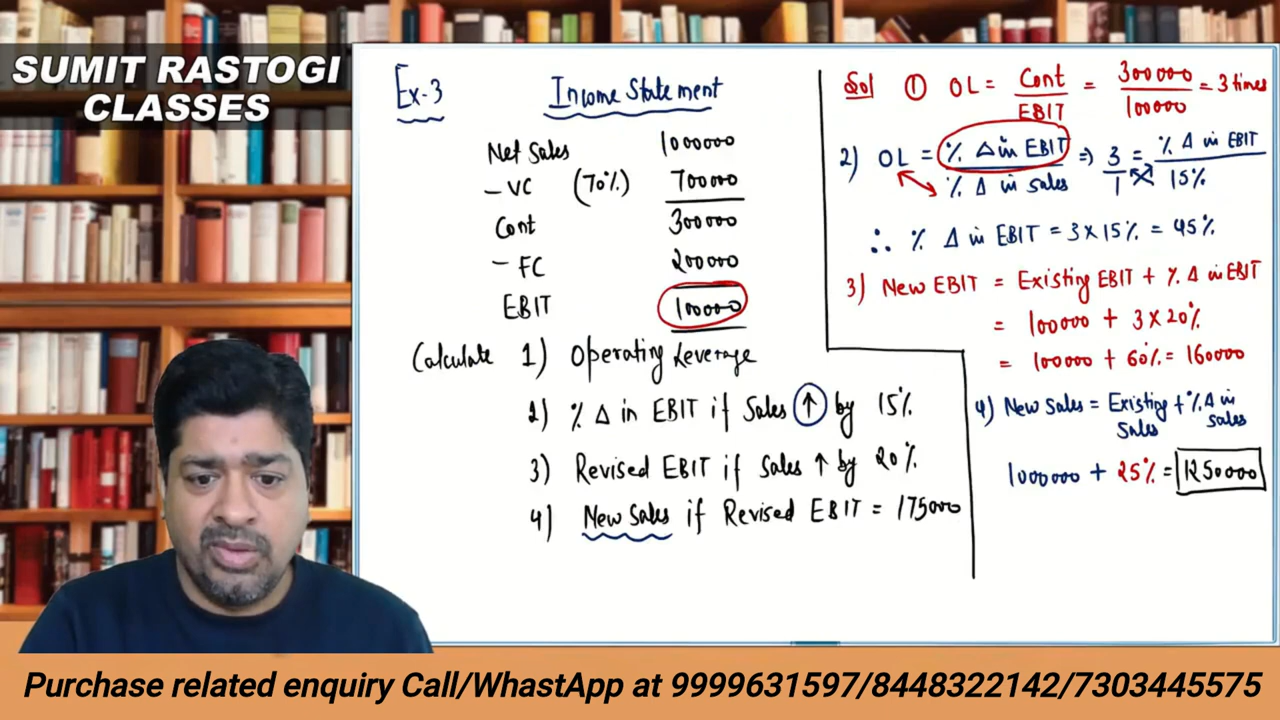 SUMIT RASTOGI
CLASSES
Ex-3
Income Statement
Net Sales 1000000
- VC (70%) 700000
Cont 300000
- FC 200000
EBIT 100000
Calculate 1) Operating Leverage
2) % Δ in EBIT if Sales ↑ by 15%
3) Revised EBIT if Sales ↑ by 20%
4) New Sales if Revised EBIT = 175000
Sol ① OL = Cont / EBIT = 300000 / 100000 = 3 times
2) OL = % Δ in EBIT / % Δ in sales ⇒ 3 / 1 = % Δ in EBIT / 15%
∴ % Δ in EBIT = 3 x 15% = 45%
3) New EBIT = Existing EBIT + % Δ in EBIT
= 100000 + 3 x 20%
= 100000 + 60% = 160000
4) New Sales = Existing Sales + % Δ in Sales
1000000 + 25% = 1250000
Purchase related enquiry Call/WhastApp at 9999631597/8448322142/7303445575